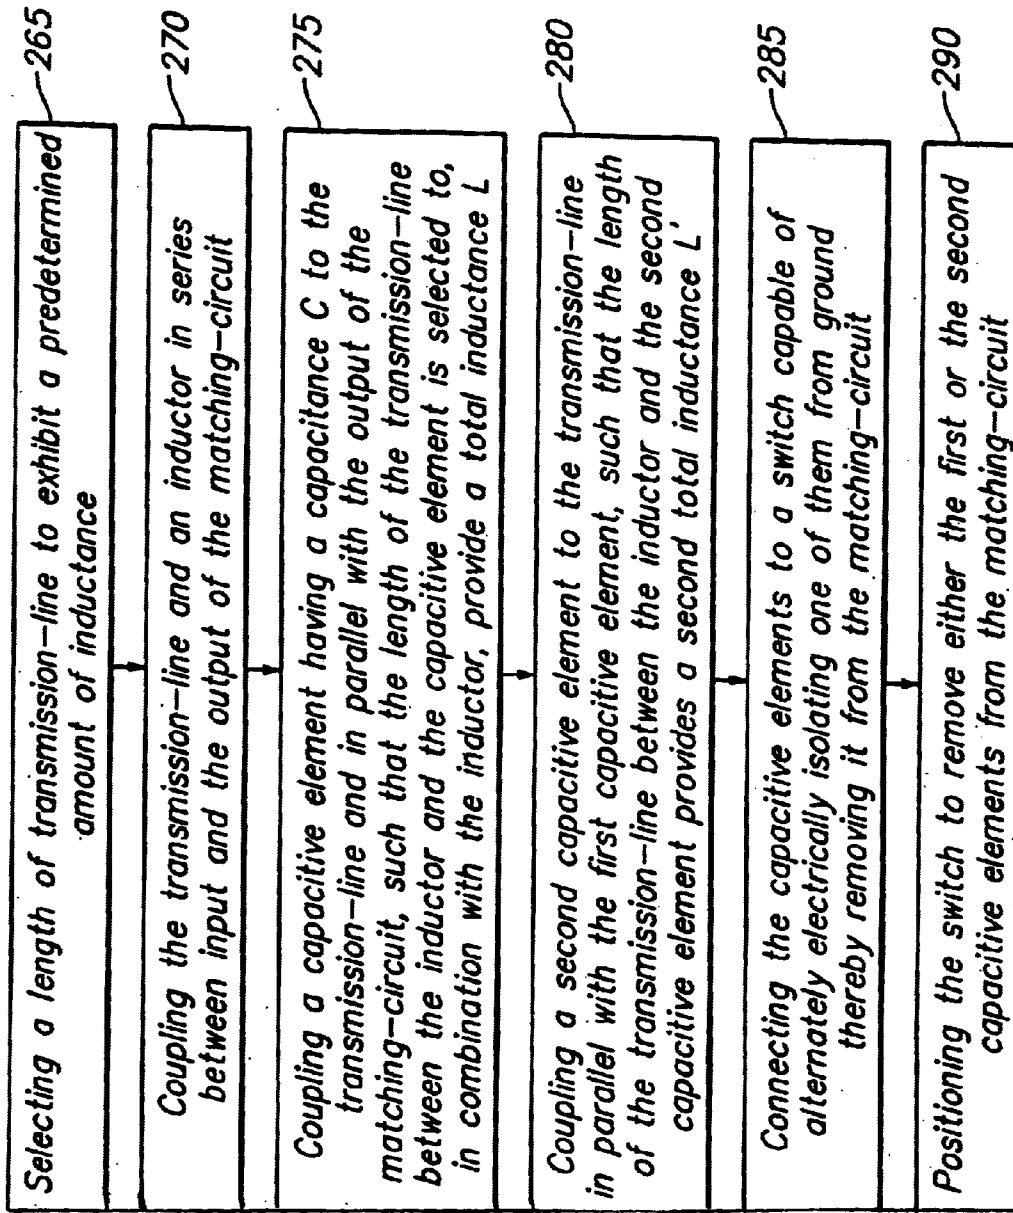 Selecting a length of transmission-line to exhibit a predetermined
amount of inductance
265
Coupling the transmission-line and an inductor in series
between input and the output of the matching-circuit
270
Coupling a capacitive element having a capacitance C to the
transmission-line and in parallel with the output of the
matching-circuit, such that the length of the transmission-line
between the inductor and the capacitive element is selected to,
in combination with the inductor, provide a total inductance L
275
Coupling a second capacitive element to the transmission-line
in parallel with the first capacitive element, such that the length
of the transmission-line between the inductor and the second
capacitive element provides a second total inductance L'
280
Connecting the capacitive elements to a switch capable of
alternately electrically isolating one of them from ground
thereby removing it from the matching-circuit
285
Positioning the switch to remove either the first or the second
capacitive elements from the matching-circuit
290